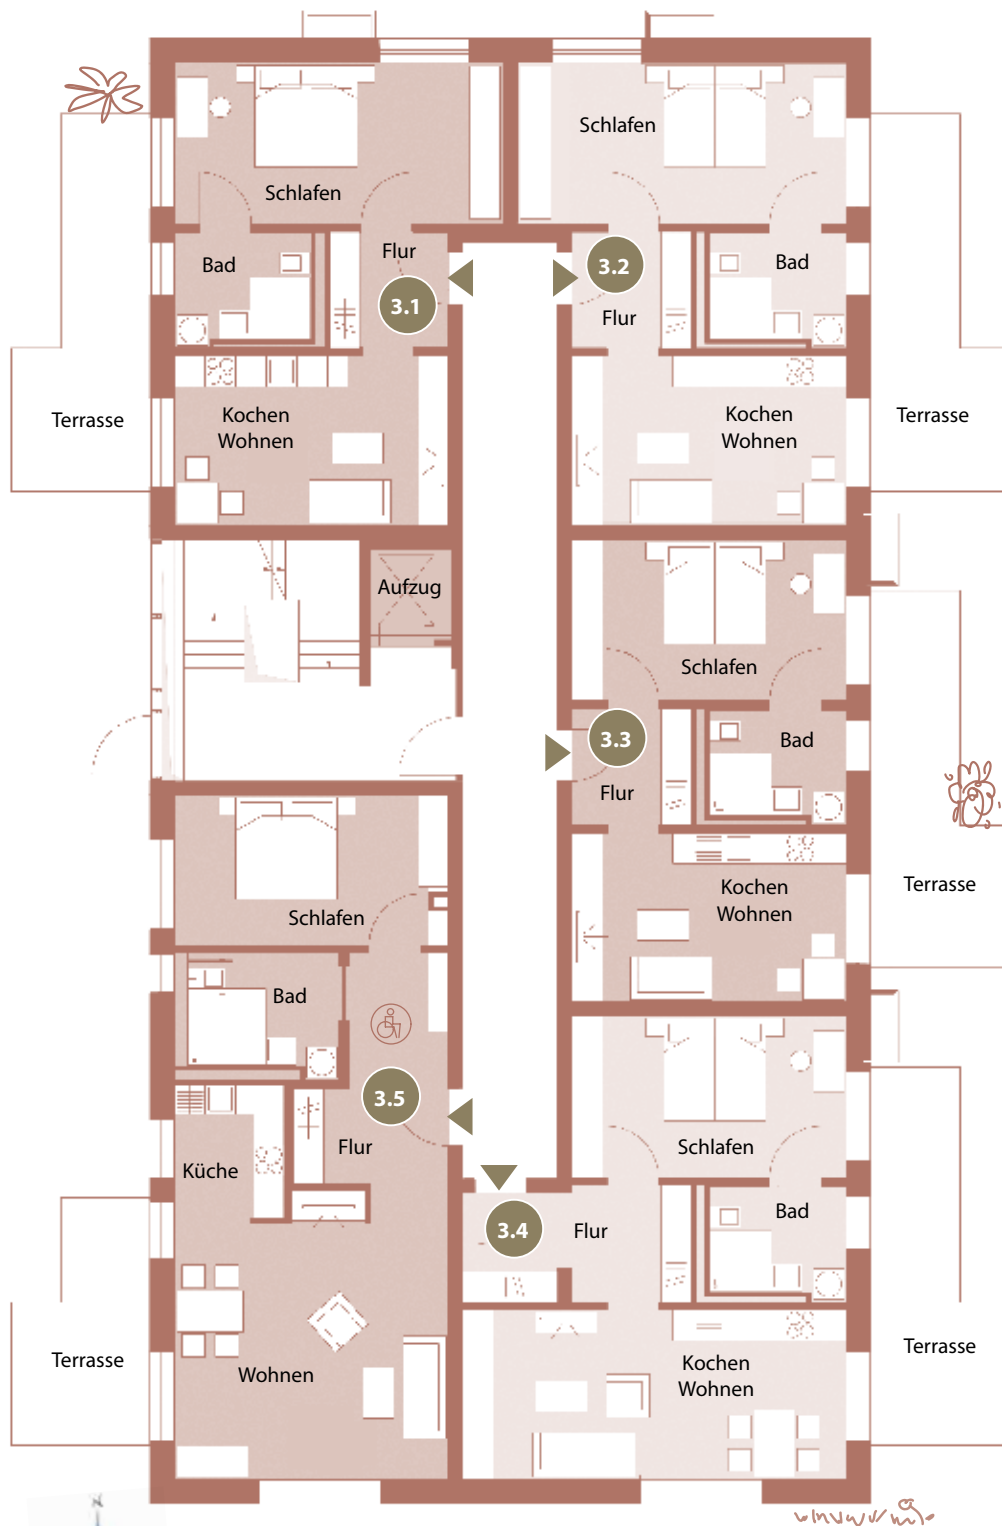 Schlafen
Schlafen
Flur
Bad
Bad
3.1
3.2
Flur
Terrasse
Kochen
Wohnen
Kochen
Wohnen
Terrasse
Aufzug
Schlafen
3.3
Bad
Flur
Kochen
Wohnen
Terrasse
Schlafen
Bad
3.5
Flur
Küche
Schlafen
3.4
Flur
Bad
Terrasse
Wohnen
Kochen
Wohnen
Terrasse